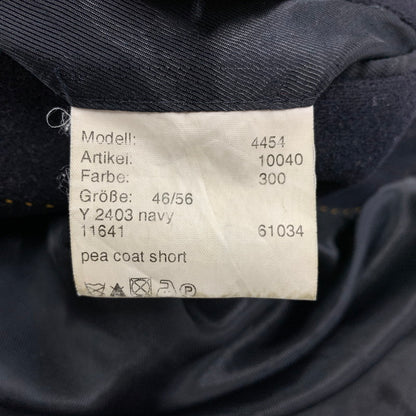 Modell: 4454
Artikel: 10040
Farbe: 300
Größe: 46/56
Y 2403 navy
11641 61034
pea coat short